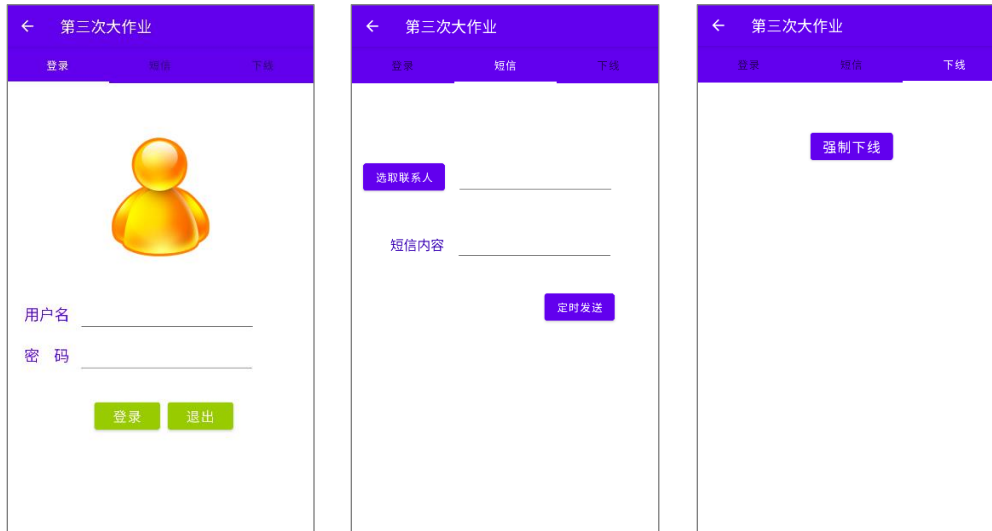 第三次大作业
登录 短信 下线
用户名
密 码
登录 退出
第三次大作业
登录 短信 下线
选取联系人
短信内容
定时发送
第三次大作业
登录 短信 下线
强制下线